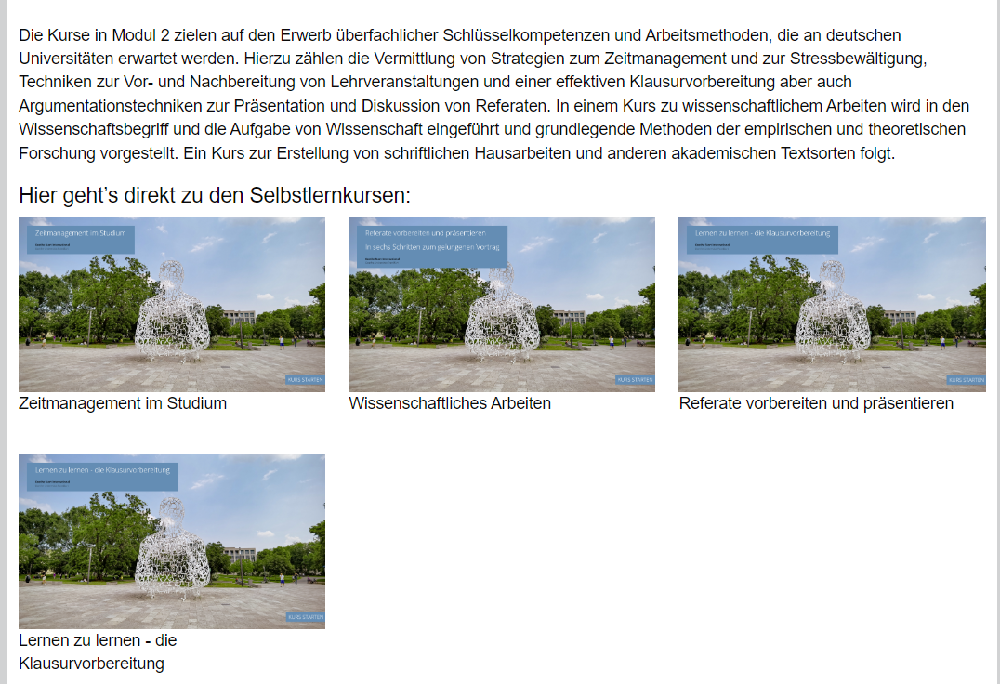 Die Kurse in Modul 2 zielen auf den Erwerb überfachlicher Schlüsselkompetenzen und Arbeitsmethoden, die an deutschen
Universitäten erwartet werden. Hierzu zählen die Vermittlung von Strategien zum Zeitmanagement und zur Stressbewältigung,
Techniken zur Vor- und Nachbereitung von Lehrveranstaltungen und einer effektiven Klausurvorbereitung aber auch
Argumentationstechniken zur Präsentation und Diskussion von Referaten. In einem Kurs zu wissenschaftlichem Arbeiten wird in den
Wissenschaftsbegriff und die Aufgabe von Wissenschaft eingeführt und grundlegende Methoden der empirischen und theoretischen
Forschung vorgestellt. Ein Kurs zur Erstellung von schriftlichen Hausarbeiten und anderen akademischen Textsorten folgt.
Hier geht’s direkt zu den Selbstlernkursen:
Zeitmanagement im Studium
KURS STARTEN
Zeitmanagement im Studium
Referate vorbereiten und präsentieren
In sechs Schritten zum gelungenen Vortrag
KURS STARTEN
Wissenschaftliches Arbeiten
Lernen zu lernen - die Klausurvorbereitung
KURS STARTEN
Referate vorbereiten und präsentieren
Lernen zu lernen - die Klausurvorbereitung
KURS STARTEN
Lernen zu lernen - die
Klausurvorbereitung